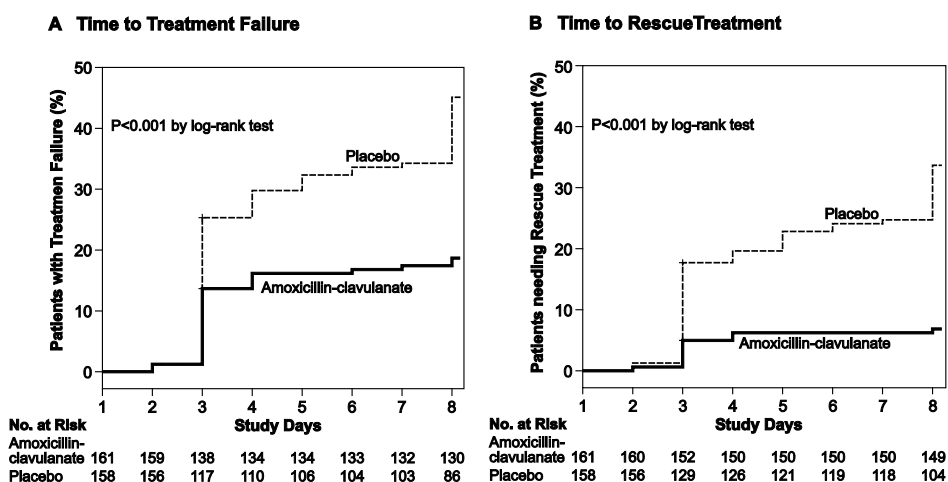 A Time to Treatment Failure
50
40
30
20
10
0
Patients with Treatmen Failure (%)
P<0.001 by log-rank test
Placebo
Amoxicillin-clavulanate
1 2 3 4 5 6 7 8
Study Days
No. at Risk
Amoxicillin-
clavulanate 161 159 138 134 134 133 132 130
Placebo 158 156 117 110 106 104 103 86
B Time to RescueTreatment
50
40
30
20
10
0
Patients needing Rescue Treatment (%)
P<0.001 by log-rank test
Placebo
Amoxicillin-clavulanate
1 2 3 4 5 6 7 8
Study Days
No. at Risk
Amoxicillin-
clavulanate 161 160 152 150 150 150 150 149
Placebo 158 156 129 126 121 119 118 104